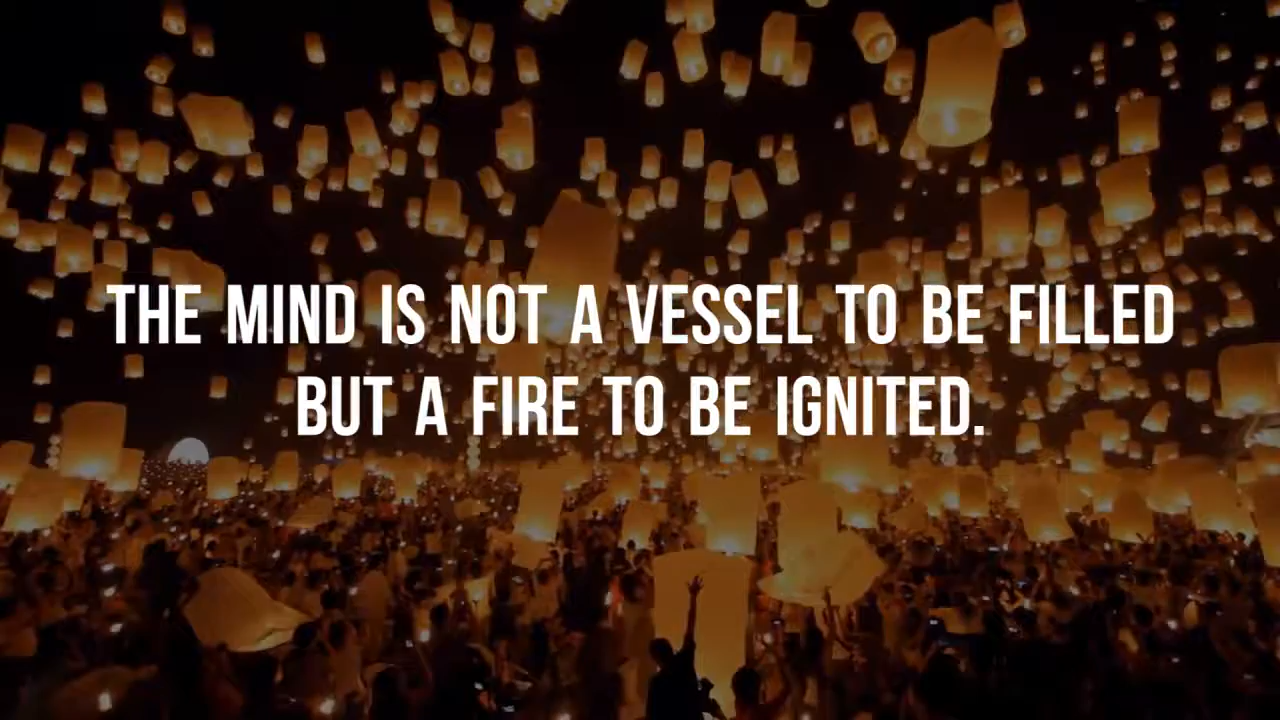 THE MIND IS NOT A VESSEL TO BE FILLED
BUT A FIRE TO BE IGNITED.